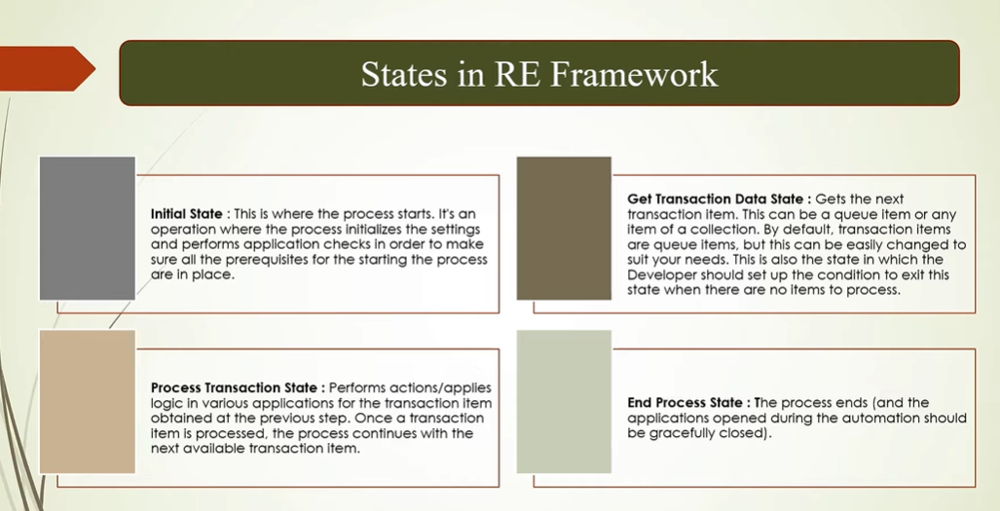 States in RE Framework
Initial State : This is where the process starts. It's an
operation where the process initializes the settings
and performs application checks in order to make
sure all the prerequisites for the starting the process
are in place.
Get Transaction Data State : Gets the next
transaction item. This can be a queue item or any
item of a collection. By default, transaction items
are queue items, but this can be easily changed to
suit your needs. This is also the state in which the
Developer should set up the condition to exit this
state when there are no items to process.
Process Transaction State : Performs actions/applies
logic in various applications for the transaction item
obtained at the previous step. Once a transaction
item is processed, the process continues with the
next available transaction item.
End Process State : The process ends (and the
applications opened during the automation should
be gracefully closed).